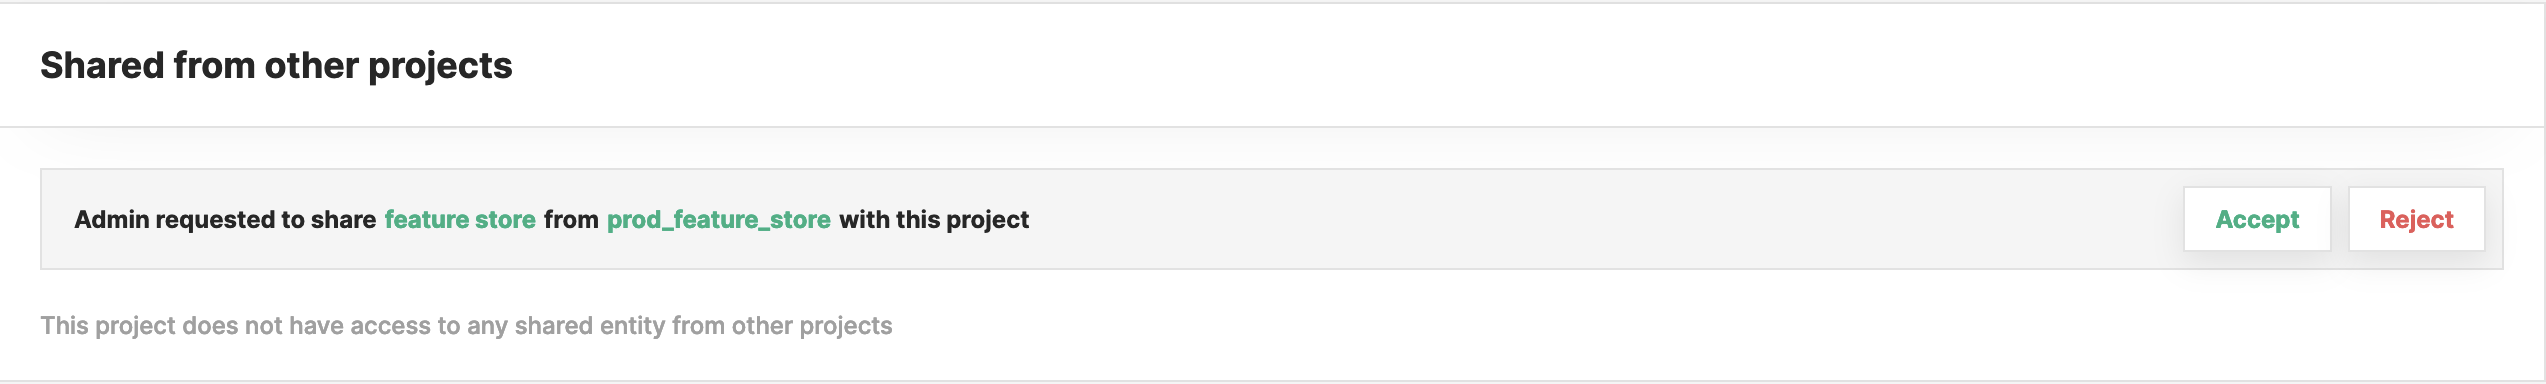 Shared from other projects
Admin requested to share feature store from prod_feature_store with this project
Accept
Reject
This project does not have access to any shared entity from other projects